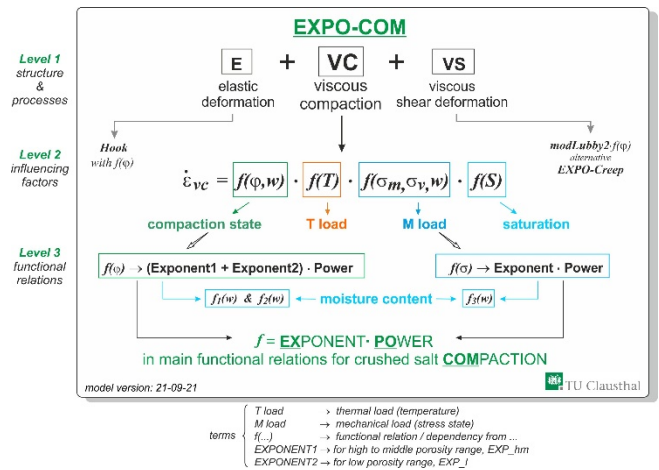 EXPO-COM
Level 1
structure
&
processes
E + VC + VS
elastic
deformation
viscous
compaction
viscous
shear deformation
Level 2
influencing
factors
Hook
with f(φ)
modLubby2·f(φ)
alternative
EXPO-Creep
ε̇vc = f(φ,w) · f(T) · f(σm,σv,w) · f(S)
compaction state
T load
M load
saturation
Level 3
functional
relations
f(φ) → (Exponent1 + Exponent2) · Power
f(σ) → Exponent · Power
f1(w) & f2(w)
moisture content
f3(w)
f = EXPONENT· POWER
in main functional relations for crushed salt COMPACTION
model version: 21-09-21
TU Clausthal
terms
T load → thermal load (temperature)
M load → mechanical load (stress state)
f(...) → functional relation / dependency from ...
EXPONENT1 → for high to middle porosity range, EXP_hm
EXPONENT2 → for low porosity range, EXP_l